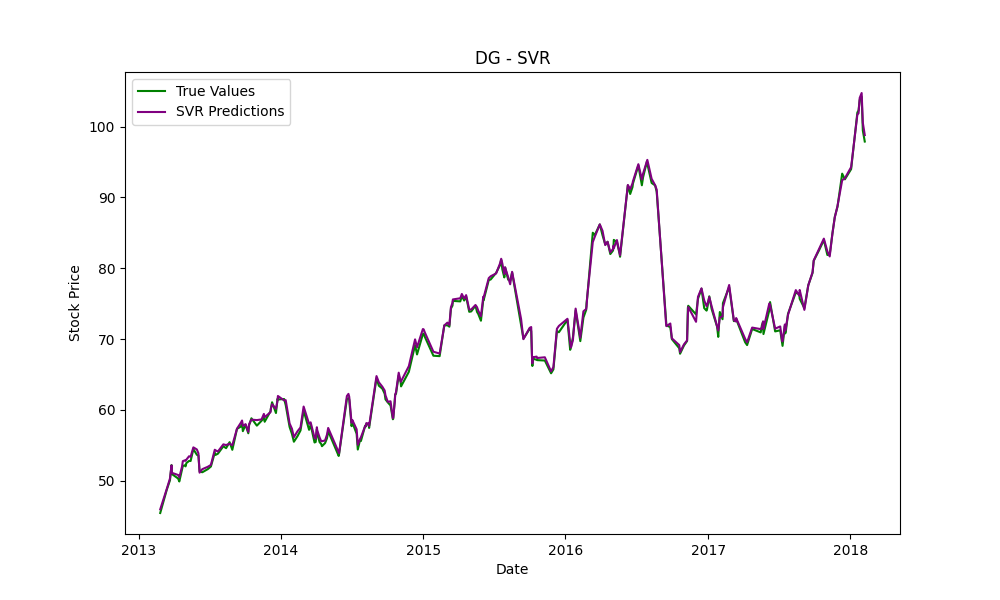 DG - SVR
True Values
SVR Predictions
100
90
80
70
60
50
Stock Price
2013 2014 2015 2016 2017 2018
Date